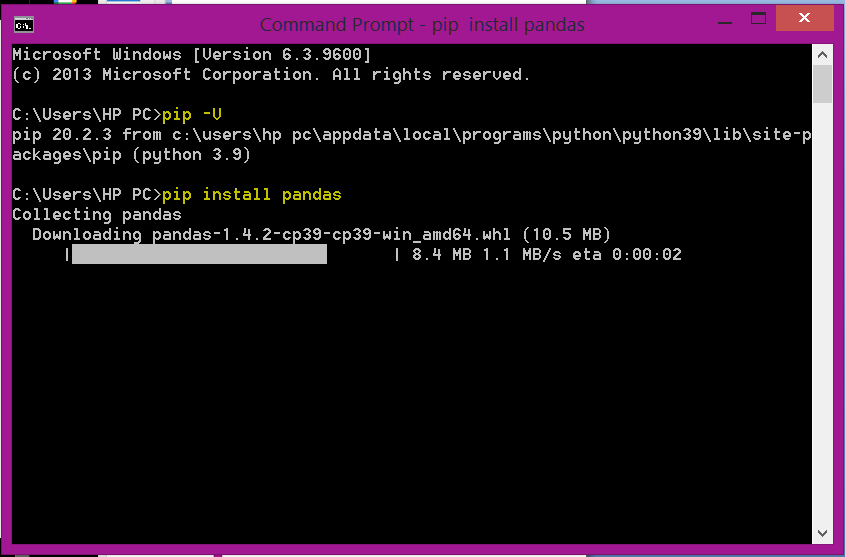 Command Prompt - pip  install pandas
Microsoft Windows [Version 6.3.9600]
(c) 2013 Microsoft Corporation. All rights reserved.
C:\Users\HP PC>pip -V
pip 20.2.3 from c:\users\hp pc\appdata\local\programs\python\python39\lib\site-p
ackages\pip (python 3.9)
C:\Users\HP PC>pip install pandas
Collecting pandas
  Downloading pandas-1.4.2-cp39-cp39-win_amd64.whl (10.5 MB)
     |██████████████████████████      | 8.4 MB 1.1 MB/s eta 0:00:02